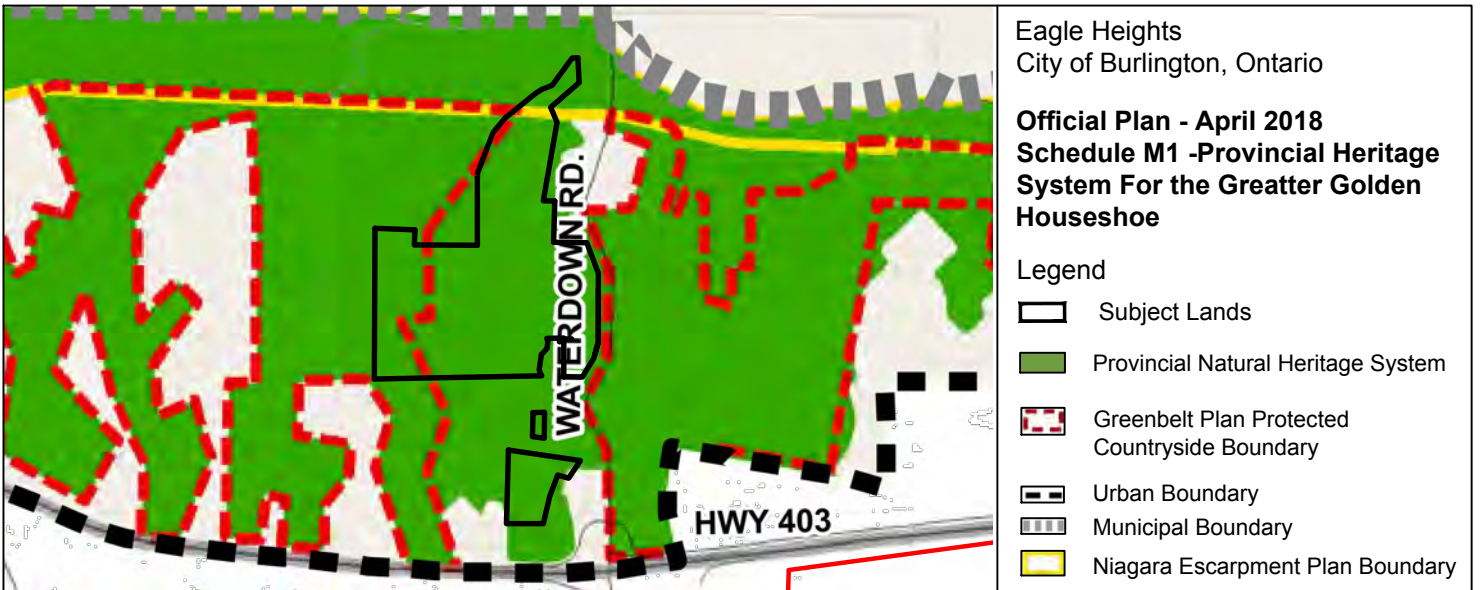 WATERDOWN RD.
HWY 403
Eagle Heights
City of Burlington, Ontario
Official Plan - April 2018
Schedule M1 -Provincial Heritage
System For the Greatter Golden
Houseshoe
Legend
Subject Lands
Provincial Natural Heritage System
Greenbelt Plan Protected
Countryside Boundary
Urban Boundary
Municipal Boundary
Niagara Escarpment Plan Boundary